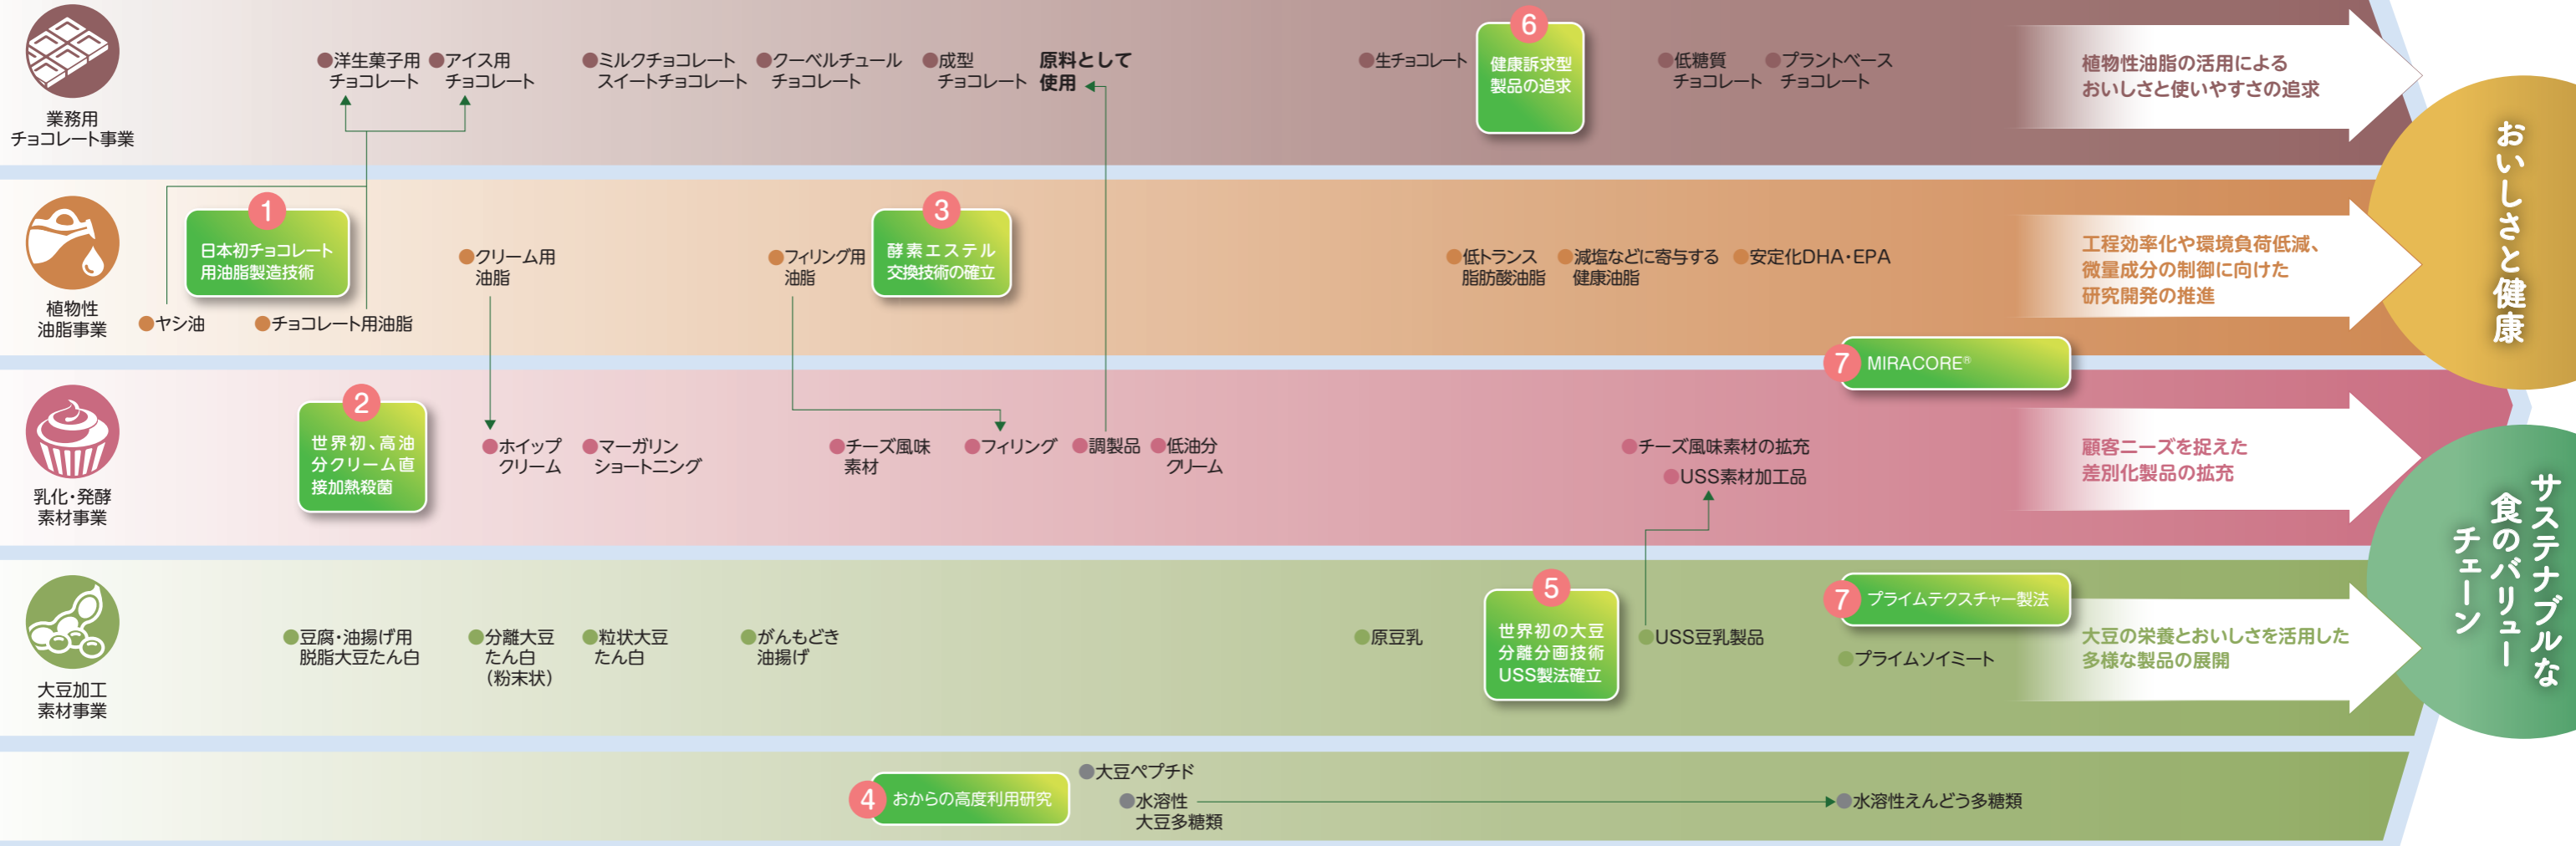 業務用
チョコレート事業
●洋生菓子用
チョコレート
●アイス用
チョコレート
●ミルクチョコレート
スイートチョコレート
●クーベルチュール
チョコレート
●成型
チョコレート
原料として
使用
●生チョコレート
6
健康訴求型
製品の追求
●低糖質
チョコレート
●プラントベース
チョコレート
植物性油脂の活用による
おいしさと使いやすさの追求
植物性
油脂事業
1
日本初チョコレート
用油脂製造技術
●ヤシ油
●チョコレート用油脂
●クリーム用
油脂
●フィリング用
油脂
3
酵素エステル
交換技術の確立
●低トランス
脂肪酸油脂
●減塩などに寄与する
健康油脂
●安定化DHA・EPA
工程効率化や環境負荷低減、
微量成分の制御に向けた
研究開発の推進
7
MIRACORE®
乳化・発酵
素材事業
2
世界初、高油
分クリーム直
接加熱殺菌
●ホイップ
クリーム
●マーガリン
ショートニング
●チーズ風味
素材
●フィリング
●調製品
●低油分
クリーム
●チーズ風味素材の拡充
●USS素材加工品
顧客ニーズを捉えた
差別化製品の拡充
大豆加工
素材事業
●豆腐・油揚げ用
脱脂大豆たん白
●分離大豆
たん白
(粉末状)
●粒状大豆
たん白
●がんもどき
油揚げ
●原豆乳
5
世界初の大豆
分離分画技術
USS製法確立
●USS豆乳製品
7
プライムテクスチャー製法
●プライムソイミート
大豆の栄養とおいしさを活用した
多様な製品の展開
4
おからの高度利用研究
●大豆ペプチド
●水溶性
大豆多糖類
●水溶性えんどう多糖類
おいしさと健康
サステナブルな
食のバリュー
チェーン